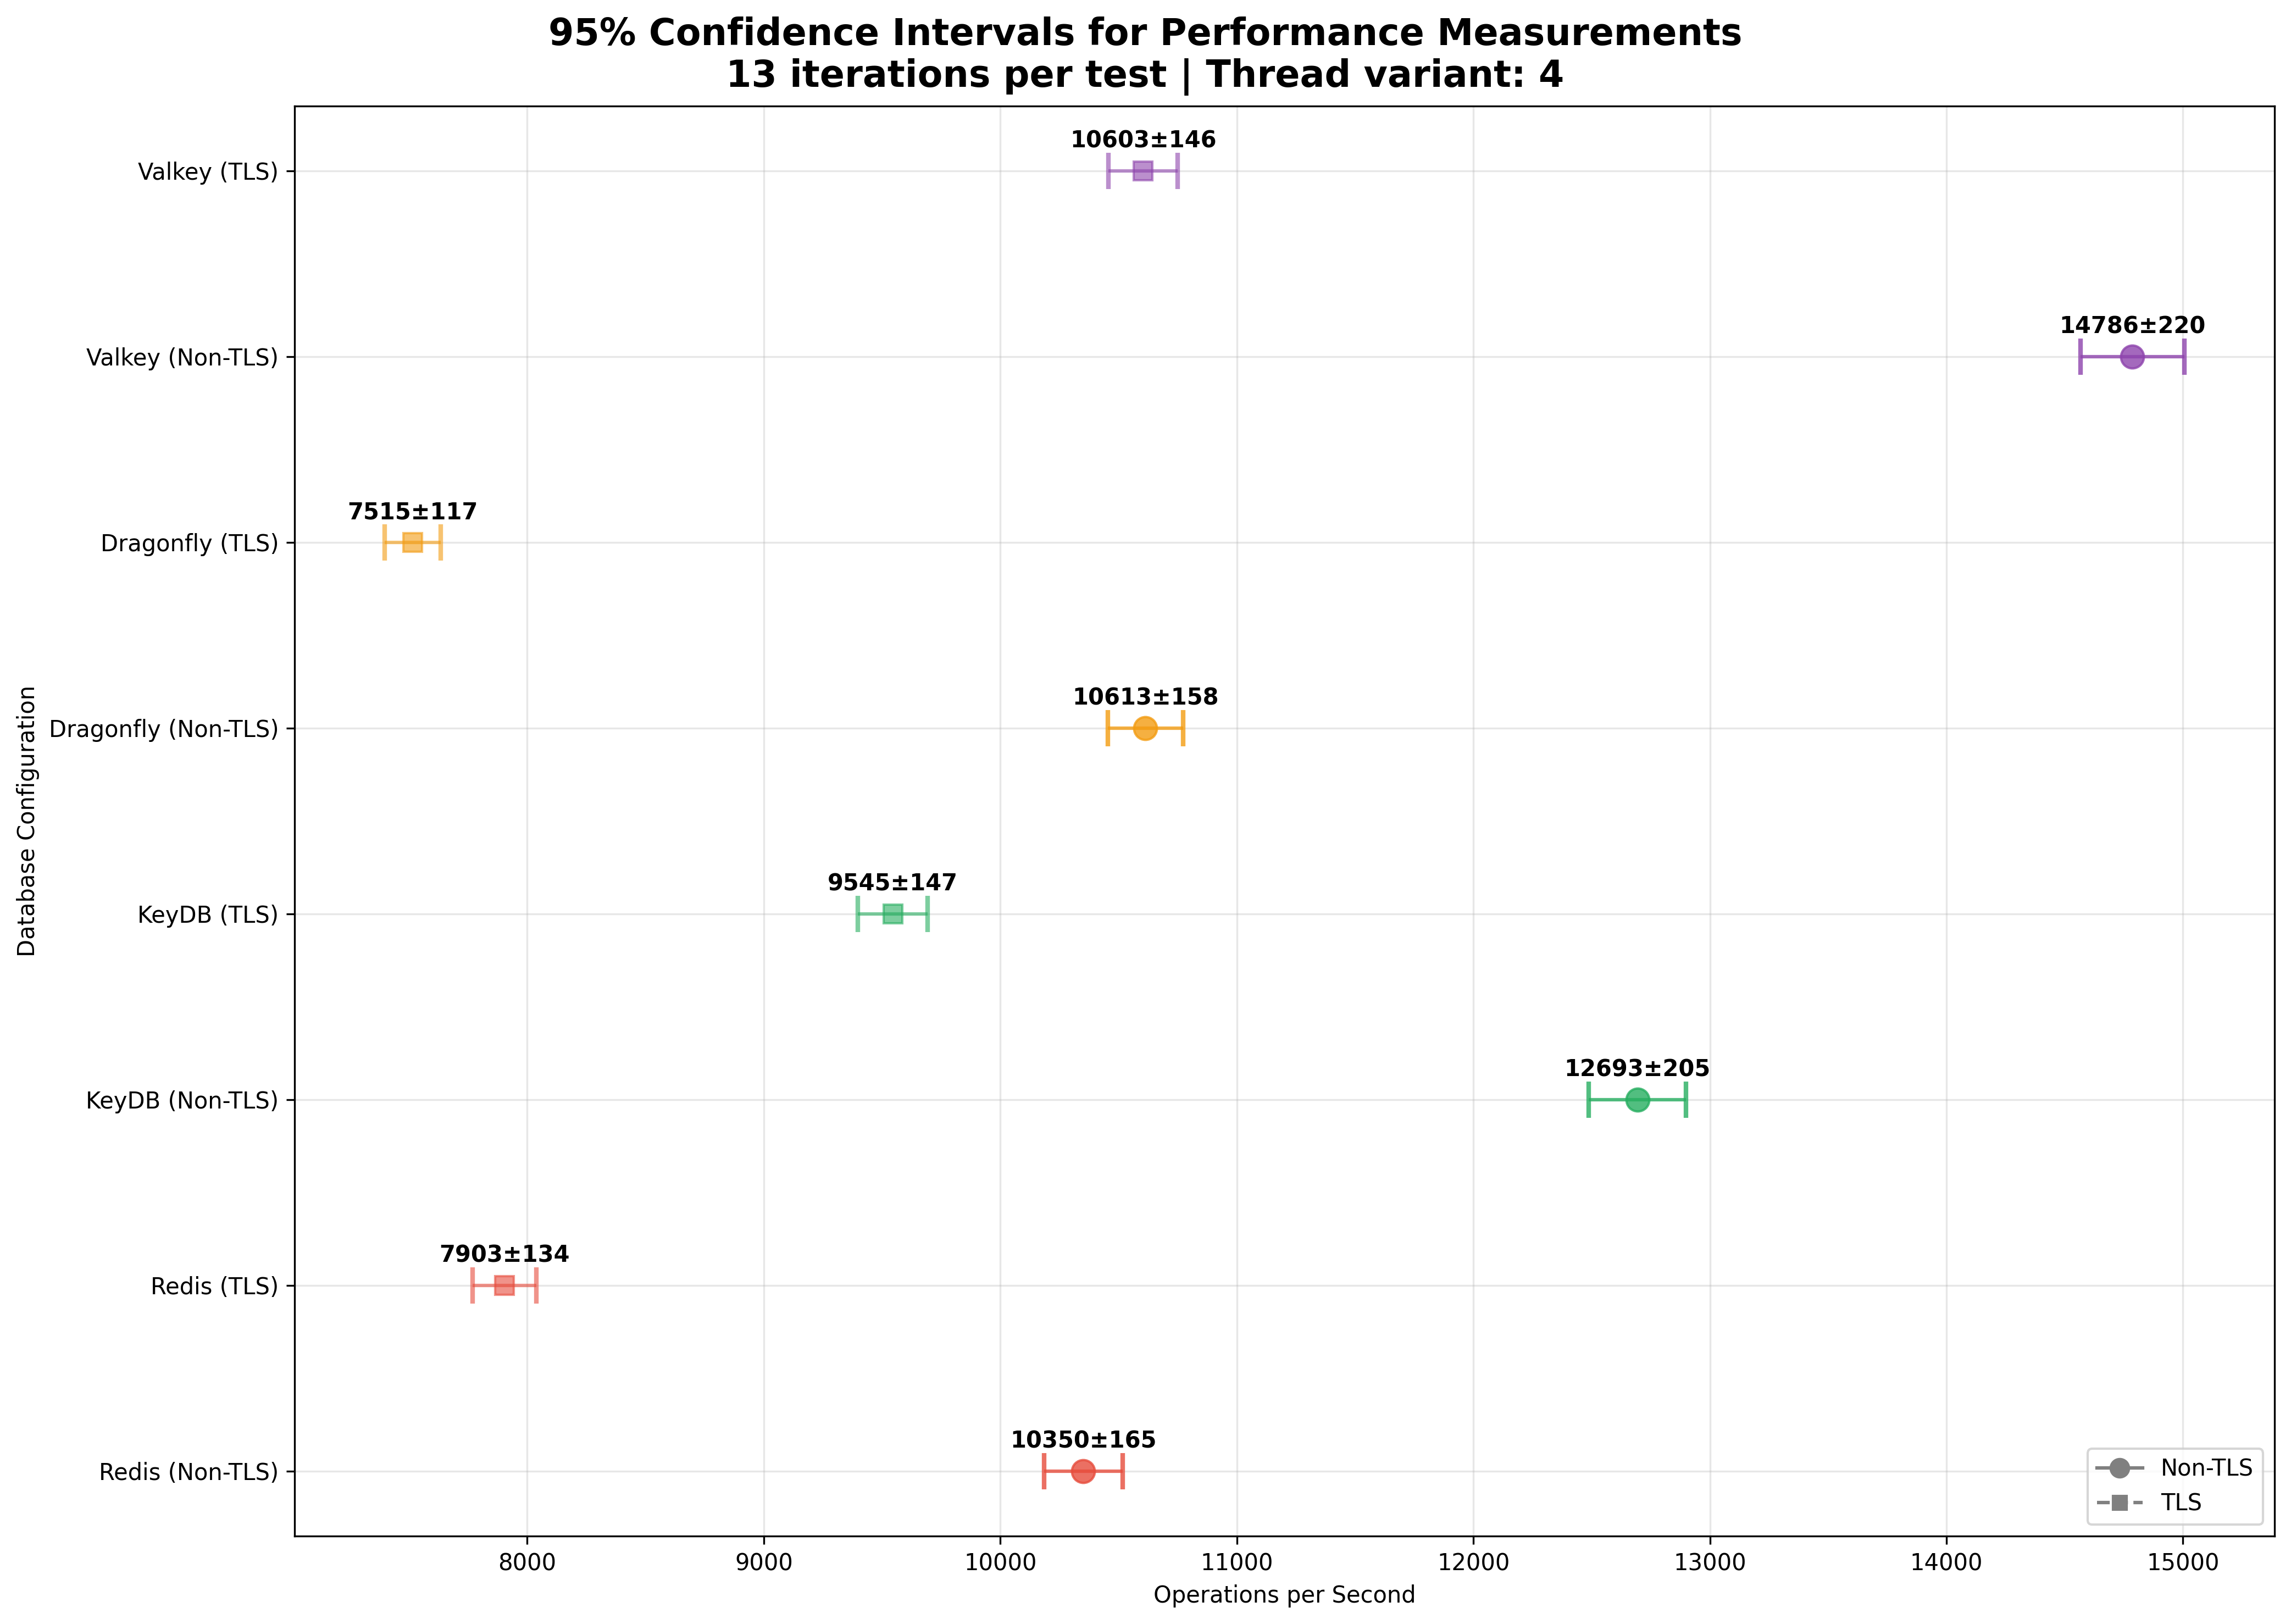 95% Confidence Intervals for Performance Measurements
13 iterations per test | Thread variant: 4
Database Configuration
Valkey (TLS)
10603±146
Valkey (Non-TLS)
14786±220
Dragonfly (TLS)
7515±117
Dragonfly (Non-TLS)
10613±158
KeyDB (TLS)
9545±147
KeyDB (Non-TLS)
12693±205
Redis (TLS)
7903±134
Redis (Non-TLS)
10350±165
Non-TLS
TLS
8000 9000 10000 11000 12000 13000 14000 15000
Operations per Second